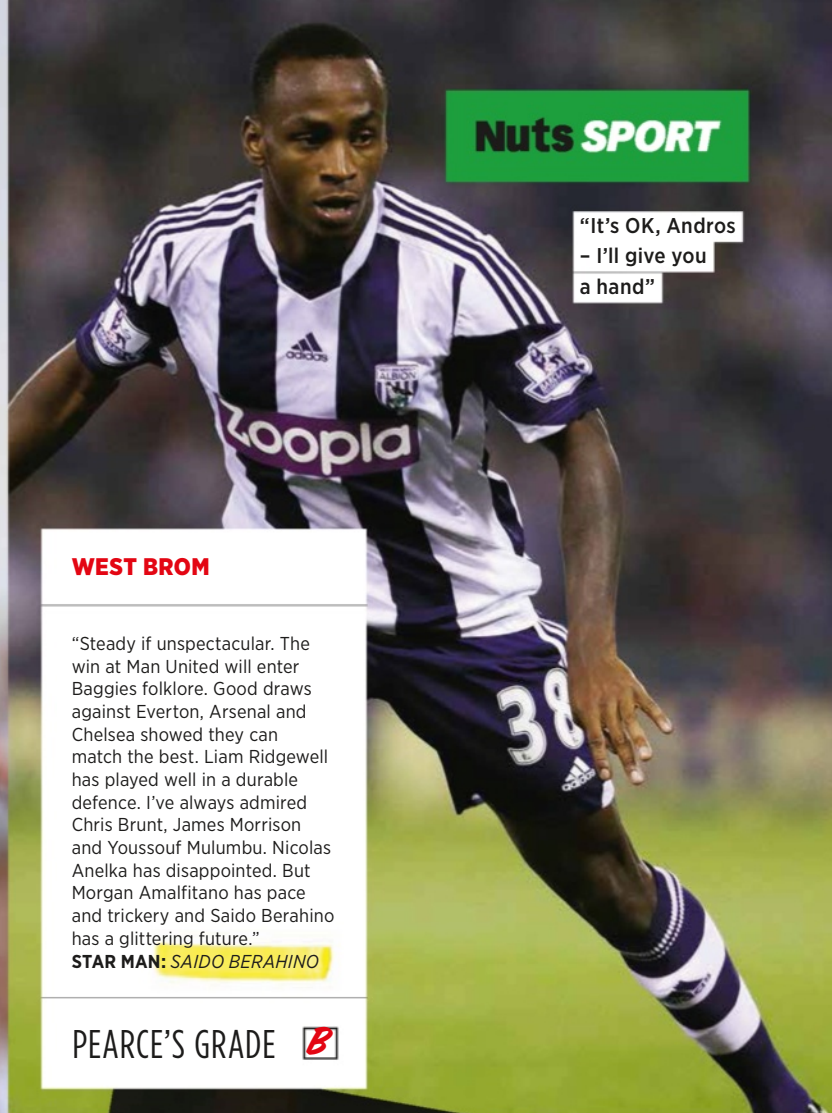 Nuts SPORT
“It’s OK, Andros
– I’ll give you
a hand”
adidas
ALBION
Zoopla
38
adidas
WEST BROM
“Steady if unspectacular. The
win at Man United will enter
Baggies folklore. Good draws
against Everton, Arsenal and
Chelsea showed they can
match the best. Liam Ridgewell
has played well in a durable
defence. I’ve always admired
Chris Brunt, James Morrison
and Youssouf Mulumbu. Nicolas
Anelka has disappointed. But
Morgan Amalfitano has pace
and trickery and Saido Berahino
has a glittering future.”
STAR MAN: SAIDO BERAHINO
PEARCE’S GRADE B